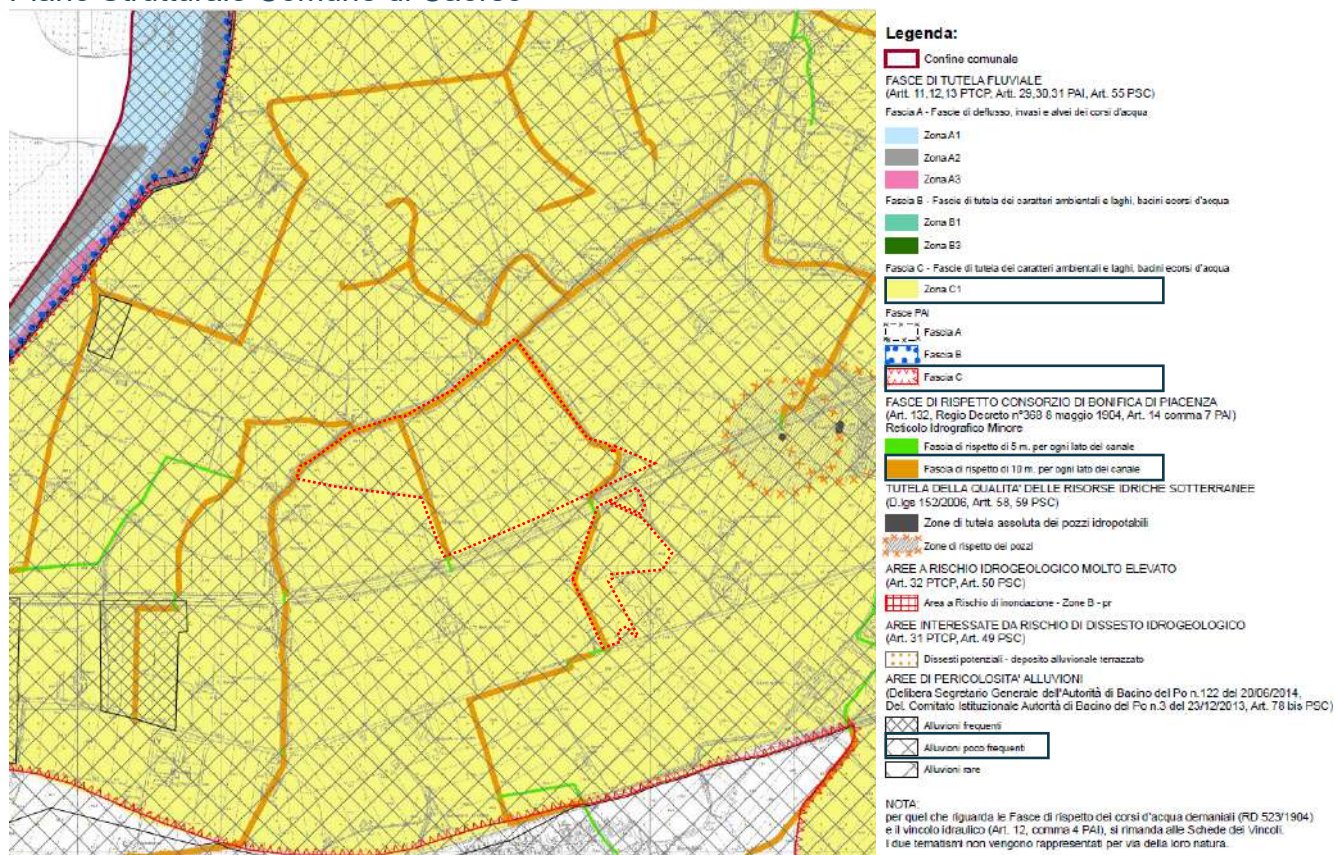 Piano Strutturale Comune di Caorso
Legenda:
Confine comunale
FASCE DI TUTELA FLUVIALE
(Artt. 11,12,13 PTCP, Artt. 29,30,31 PAI, Art. 55 PSC)
Fascia A - Fascie di deflusso, invasi e alvei dei corsi d'acqua
Zona A1
Zona A2
Zona A3
Fascia B - Fascie di tutela dei caratteri ambientali e laghi, bacini ecorsi d'acqua
Zona B1
Zona B3
Fascia C - Fascie di tutela dei caratteri ambientali e laghi, bacini ecorsi d'acqua
Zona C1
Fasce PAI
Fascia A
Fascia B
Fascia C
FASCE DI RISPETTO CONSORZIO DI BONIFICA DI PIACENZA
(Art. 132, Regio Decreto n°368 8 maggio 1904, Art. 14 comma 7 PAI)
Reticolo Idrografico Minore
Fascia di rispetto di 5 m. per ogni lato del canale
Fascia di rispetto di 10 m. per ogni lato del canale
TUTELA DELLA QUALITA' DELLE RISORSE IDRICHE SOTTERRANEE
(D.lgs 152/2006, Artt. 58, 59 PSC)
Zone di tutela assoluta dei pozzi idropotabili
Zone di rispetto dei pozzi
AREE A RISCHIO IDROGEOLOGICO MOLTO ELEVATO
(Art. 32 PTCP, Art. 50 PSC)
Area a Rischio di inondazione - Zone B - pr
AREE INTERESSATE DA RISCHIO DI DISSESTO IDROGEOLOGICO
(Art. 31 PTCP, Art. 49 PSC)
Dissesti potenziali - deposito alluvionale terrazzato
AREE DI PERICOLOSITA' ALLUVIONI
(Delibera Segretario Generale dell'Autorità di Bacino del Po n.122 del 20/06/2014,
Del. Comitato Istituzionale Autorità di Bacino del Po n.3 del 23/12/2013, Art. 78 bis PSC)
Alluvioni frequenti
Alluvioni poco frequenti
Alluvioni rare
NOTA:
per quel che riguarda le Fasce di rispetto dei corsi d'acqua demaniali (RD 523/1904)
e il vincolo idraulico (Art. 12, comma 4 PAI), si rimanda alle Schede dei Vincoli.
I due tematismi non vengono rappresentati per via della loro natura.